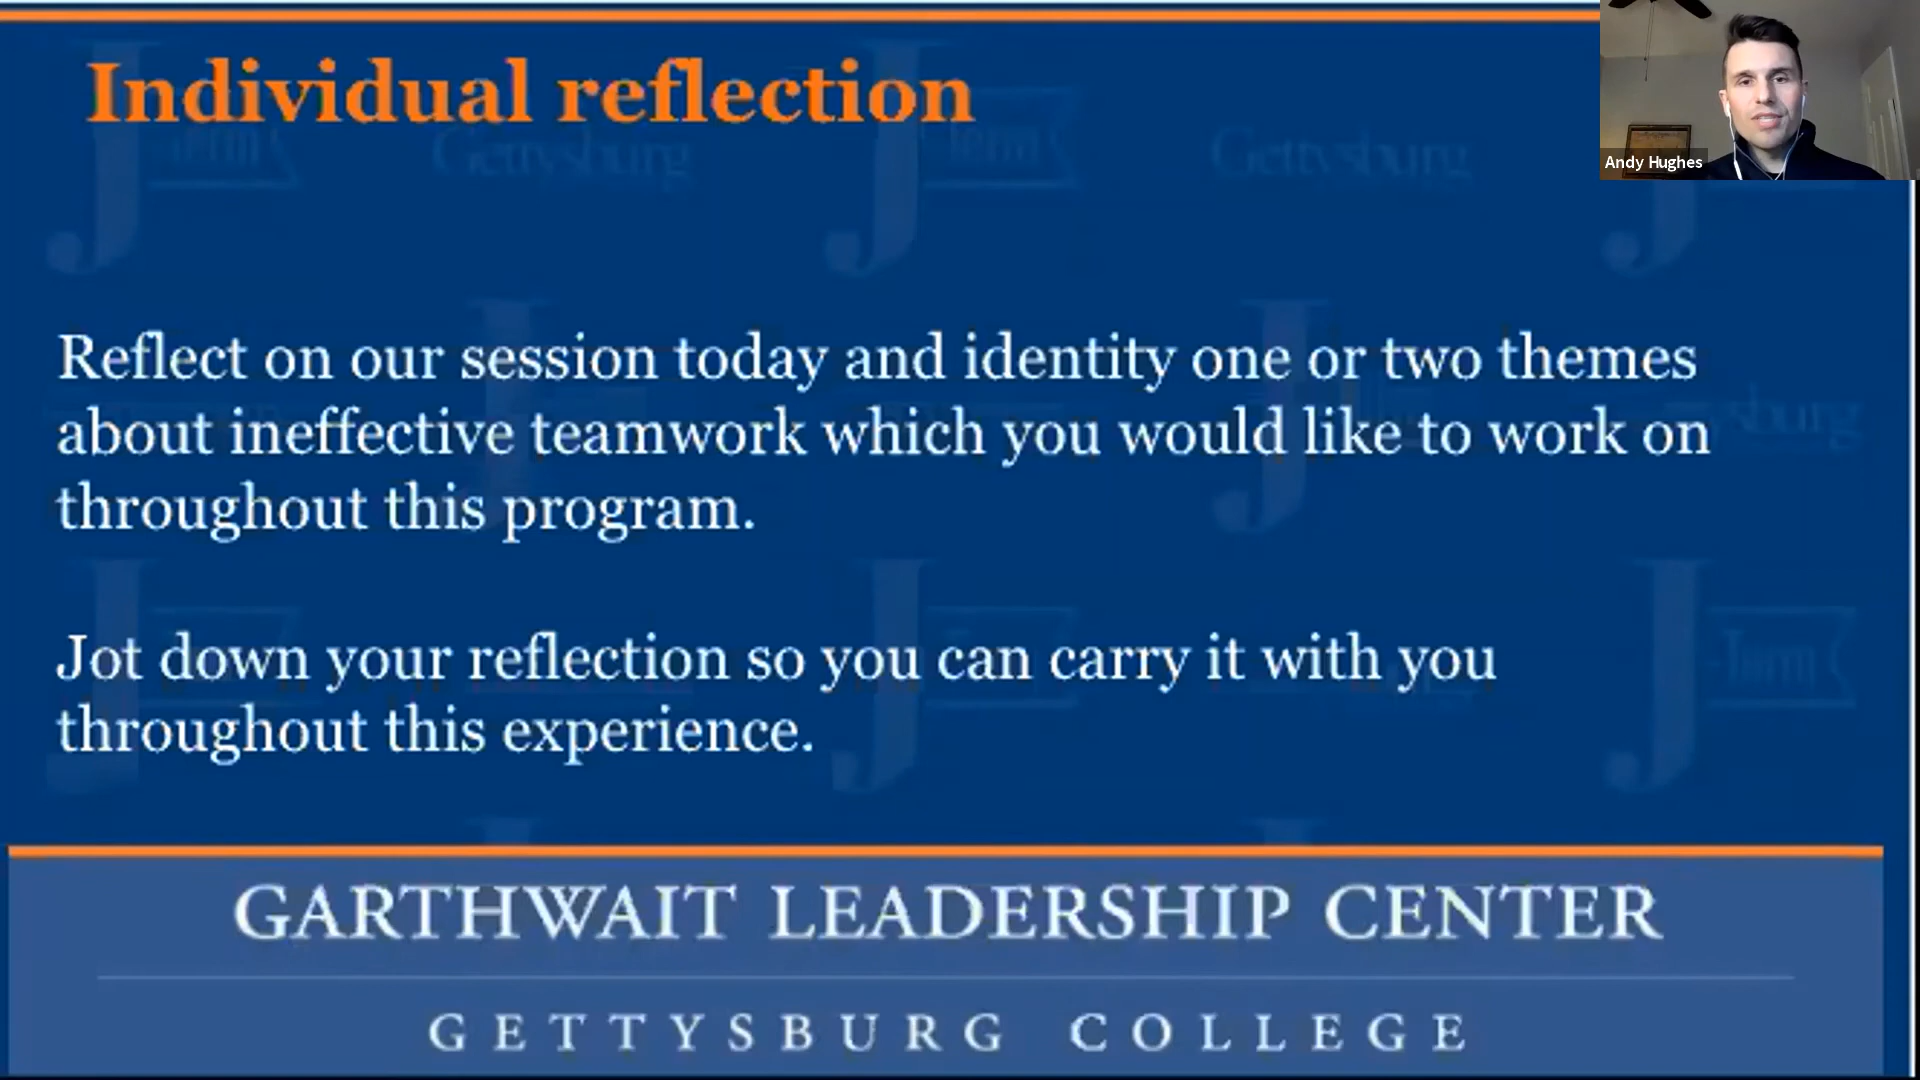 Individual reflection
Andy Hughes
Reflect on our session today and identity one or two themes
about ineffective teamwork which you would like to work on
throughout this program.
Jot down your reflection so you can carry it with you
throughout this experience.
GARTHWAIT LEADERSHIP CENTER
GETTYSBURG COLLEGE